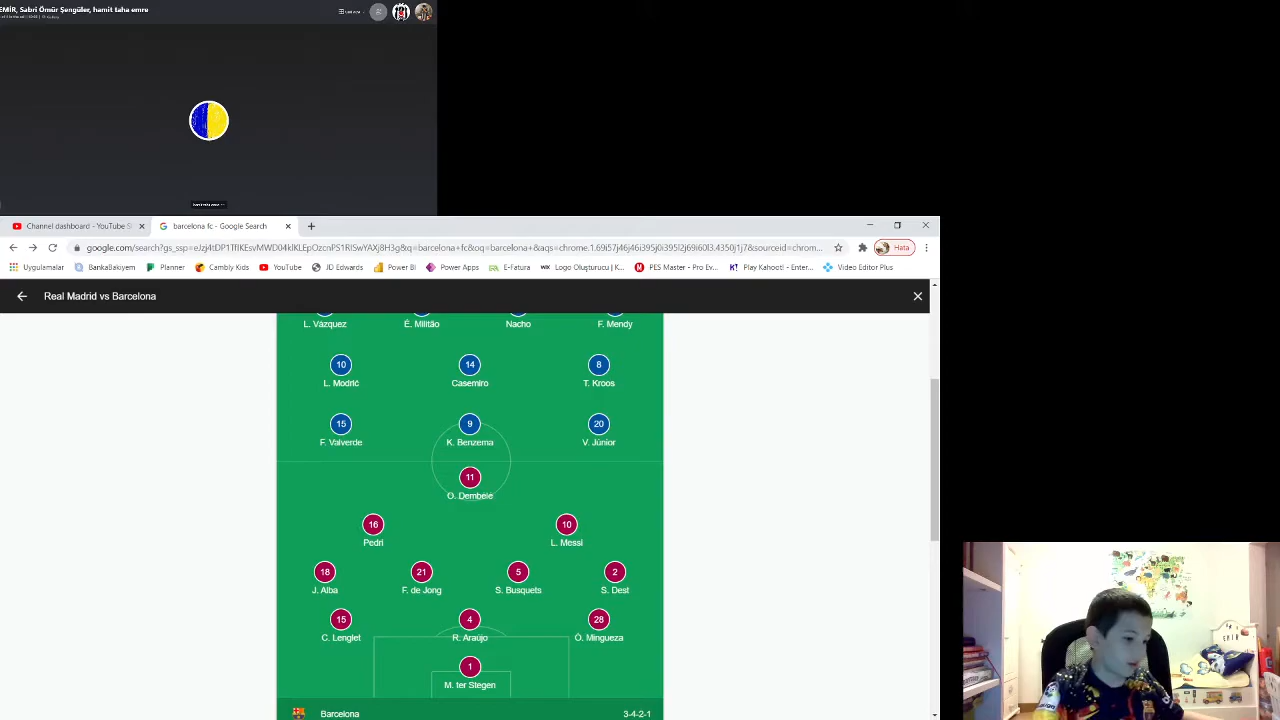 EMİR, Sabri Ömür Şengüler, hamit taha emre
Channel dashboard - YouTube S
barcelona fc - Google Search
Hata
Uygulamalar
BankaBakiyem
Planner
Cambly Kids
YouTube
JD Edwards
Power BI
Power Apps
E-Fatura
Logo Oluşturucu | K...
PES Master - Pro Ev...
Play Kahoot! - Enter...
Video Editor Plus
Real Madrid vs Barcelona
L. Vázquez
É. Militão
Nacho
F. Mendy
10
14
8
L. Modrić
Casemiro
T. Kroos
15
9
20
F. Valverde
K. Benzema
V. Júnior
11
O. Dembélé
16
10
Pedri
L. Messi
18
21
5
2
J. Alba
F. de Jong
S. Busquets
S. Dest
15
4
28
C. Lenglet
R. Araújo
Ó. Mingueza
1
M. ter Stegen
Barcelona
3-4-2-1